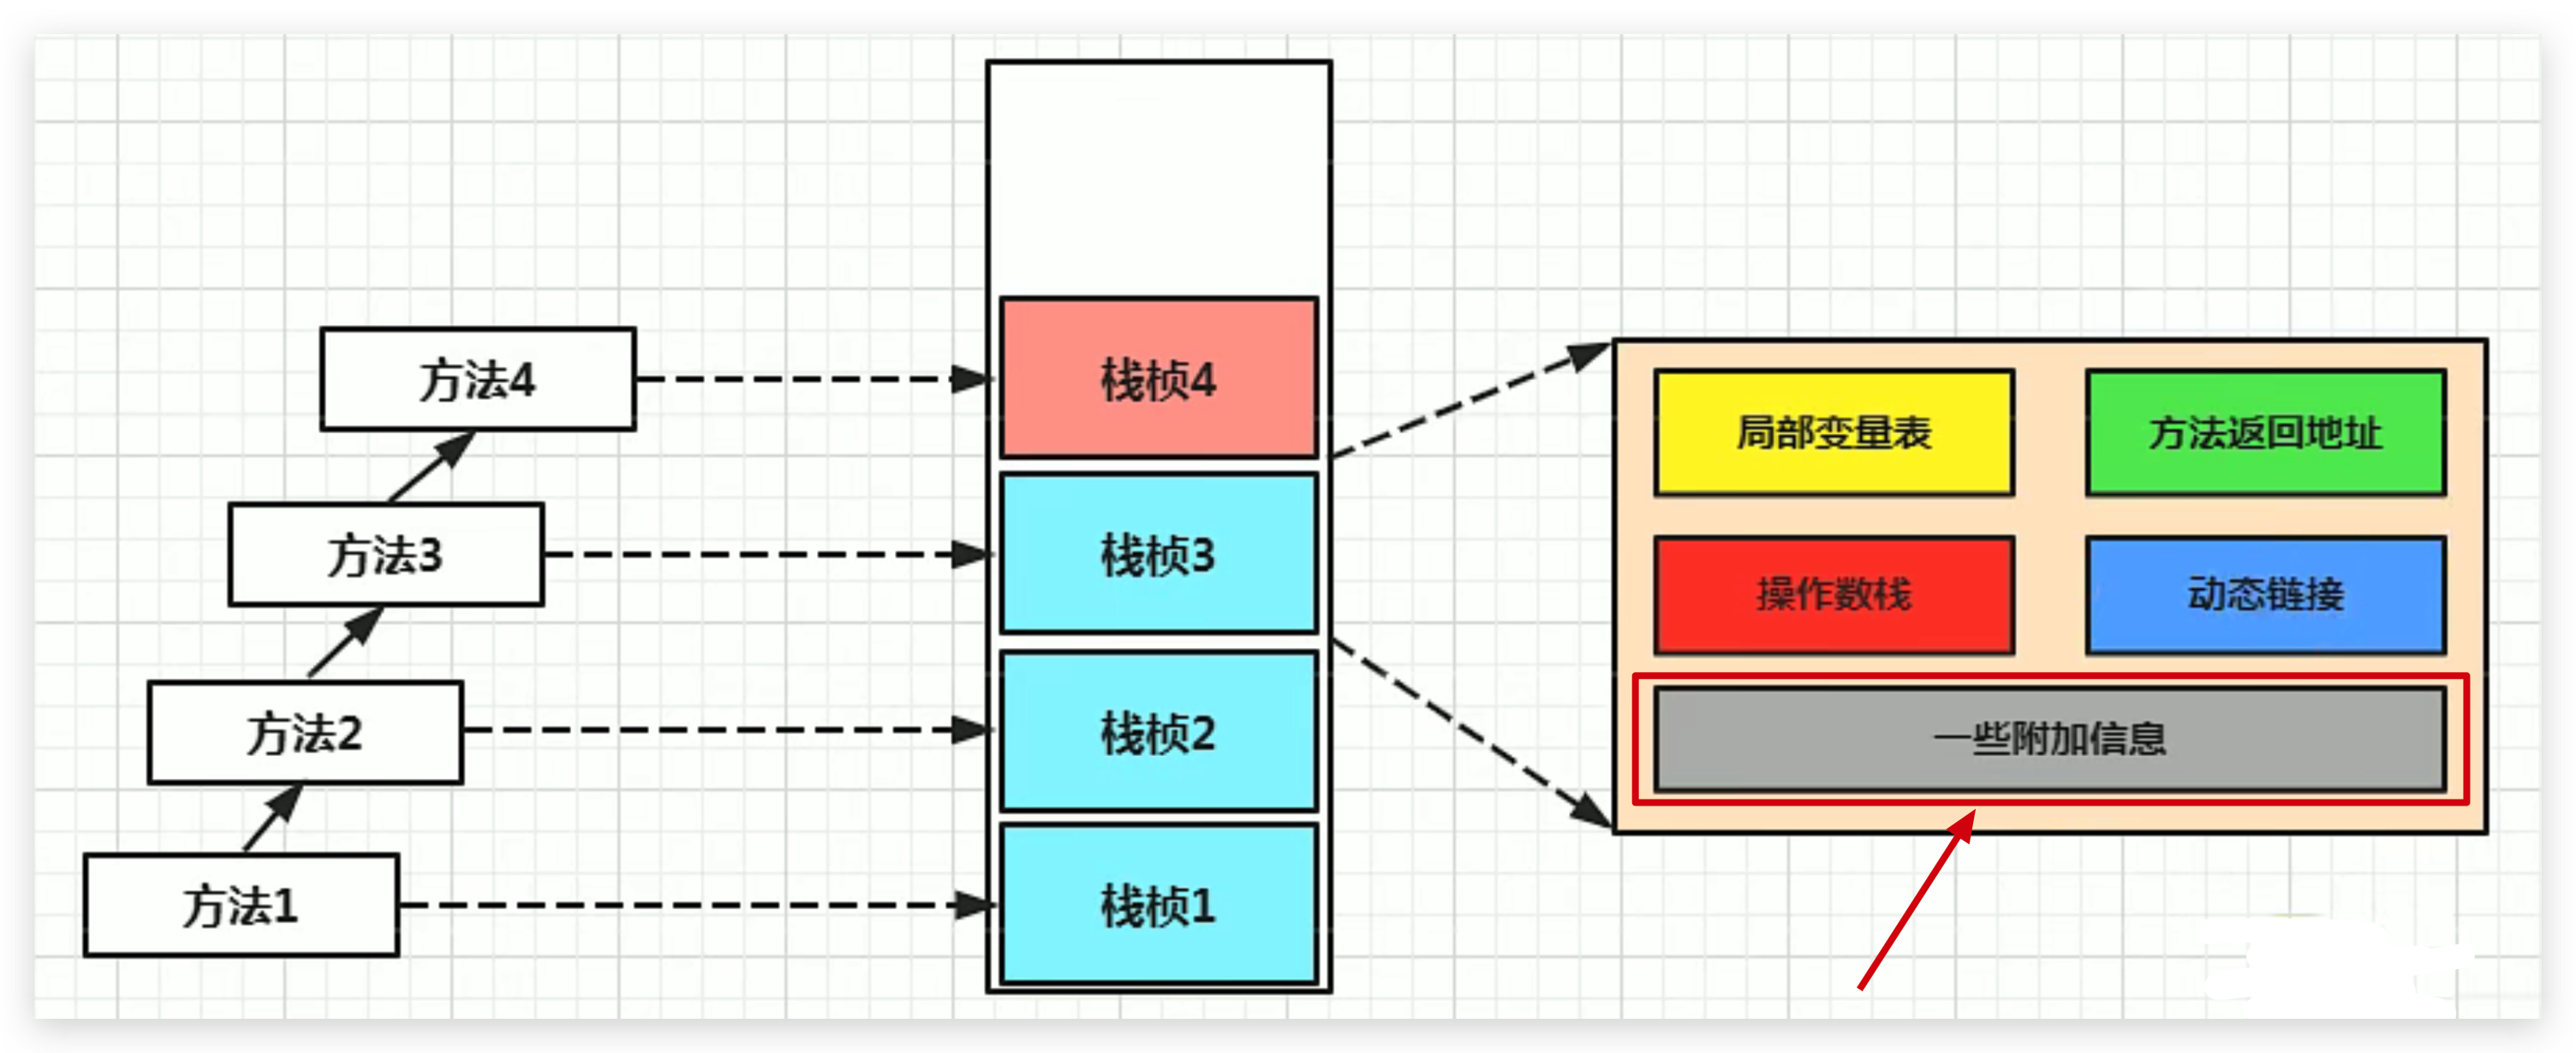 方法4
方法3
方法2
方法1
栈桢4
栈桢3
栈桢2
栈桢1
局部变量表
方法返回地址
操作数栈
动态链接
一些附加信息